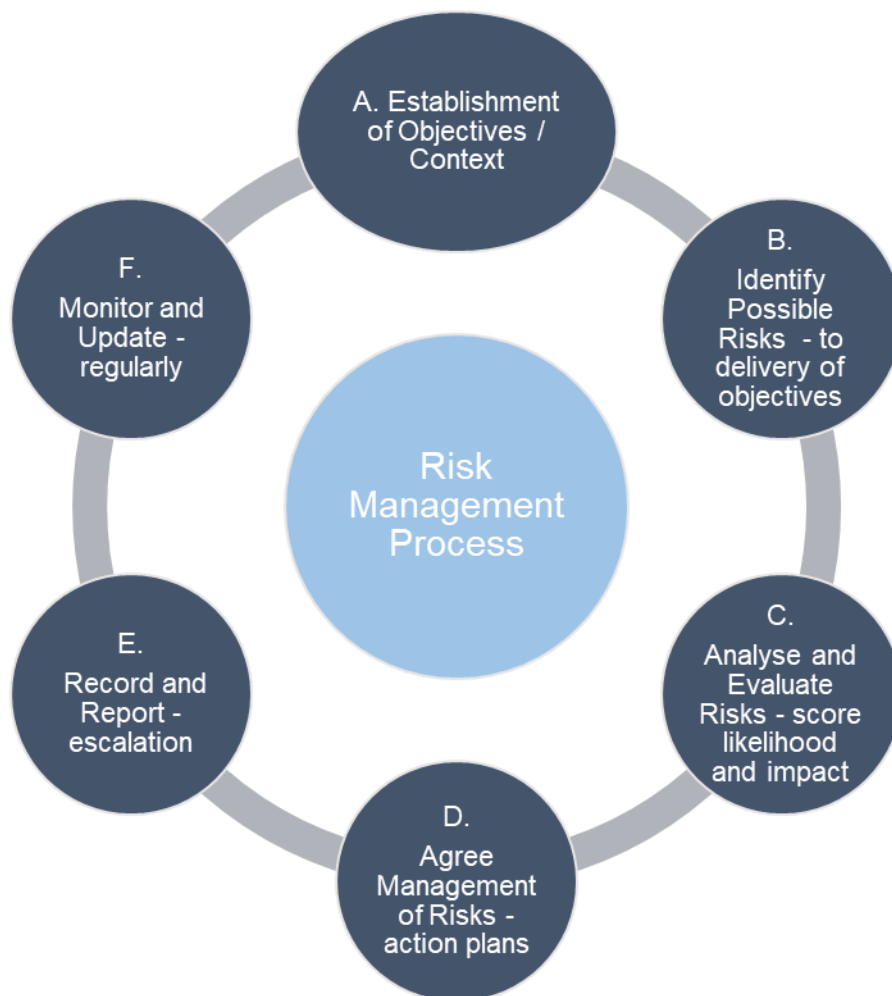 A. Establishment
of Objectives /
Context
B.
Identify
Possible
Risks - to
delivery of
objectives
C.
Analyse and
Evaluate
Risks - score
likelihood
and impact
D.
Agree
Management
of Risks -
action plans
E.
Record and
Report -
escalation
F.
Monitor and
Update -
regularly
Risk
Management
Process